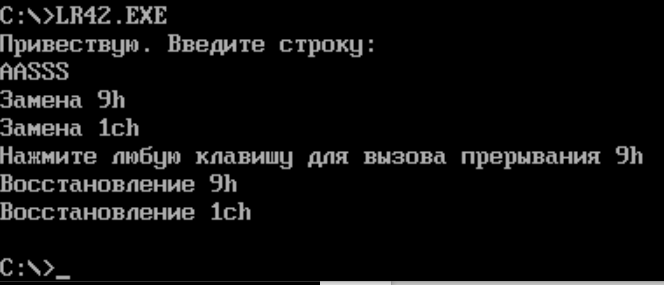 C:\>LR42.EXE
Привествую. Введите строку:
AASSS
Замена 9h
Замена 1ch
Нажмите любую клавишу для вызова прерывания 9h
Восстановление 9h
Восстановление 1ch
C:\>_